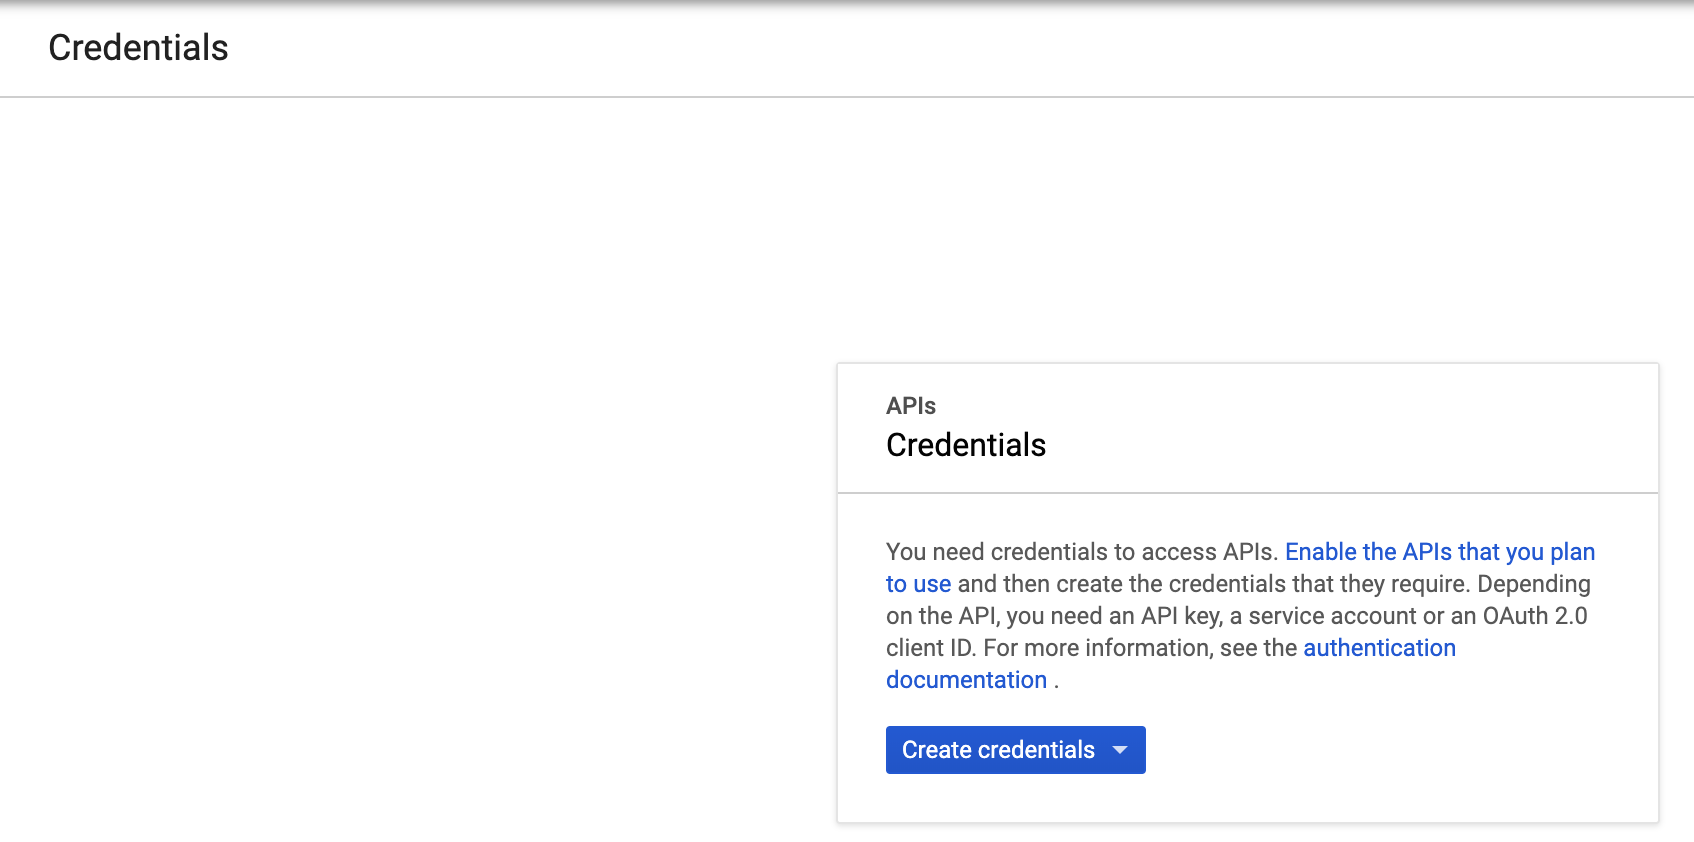 Credentials
APIs
Credentials
You need credentials to access APIs. Enable the APIs that you plan
to use and then create the credentials that they require. Depending
on the API, you need an API key, a service account or an OAuth 2.0
client ID. For more information, see the authentication
documentation .
Create credentials